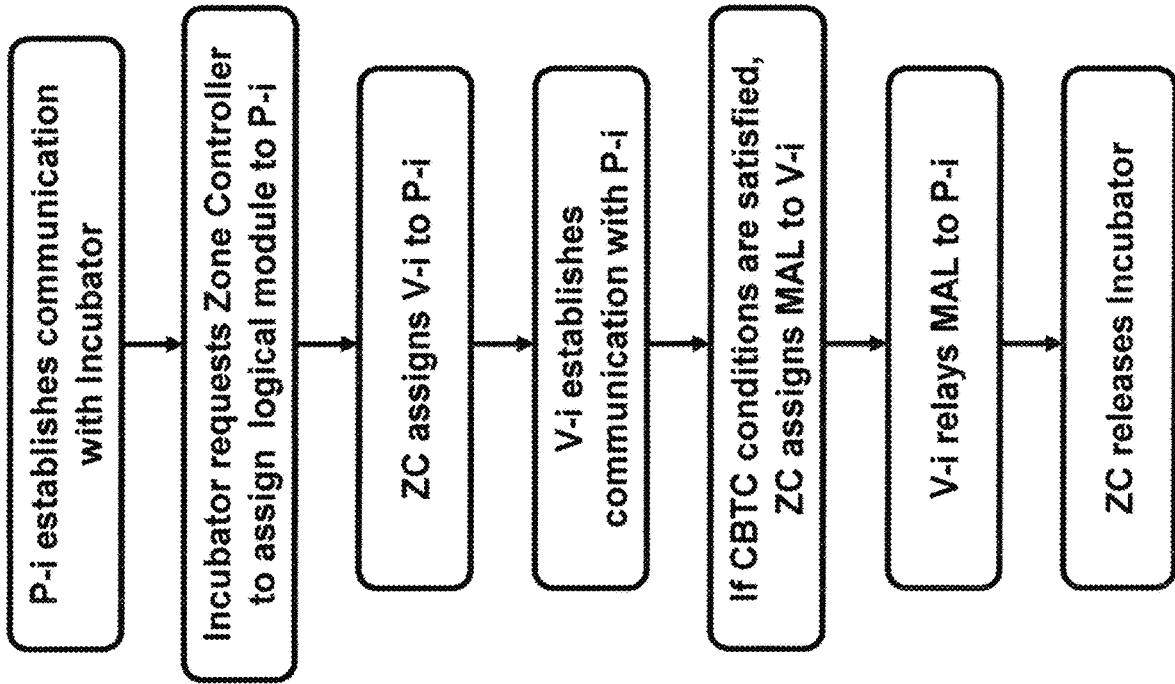 P-i establishes communication
with Incubator
Incubator requests Zone Controller
to assign logical module to P-i
ZC assigns V-i to P-i
V-i establishes
communication with P-i
If CBTC conditions are satisfied,
ZC assigns MAL to V-i
V-i relays MAL to P-i
ZC releases Incubator